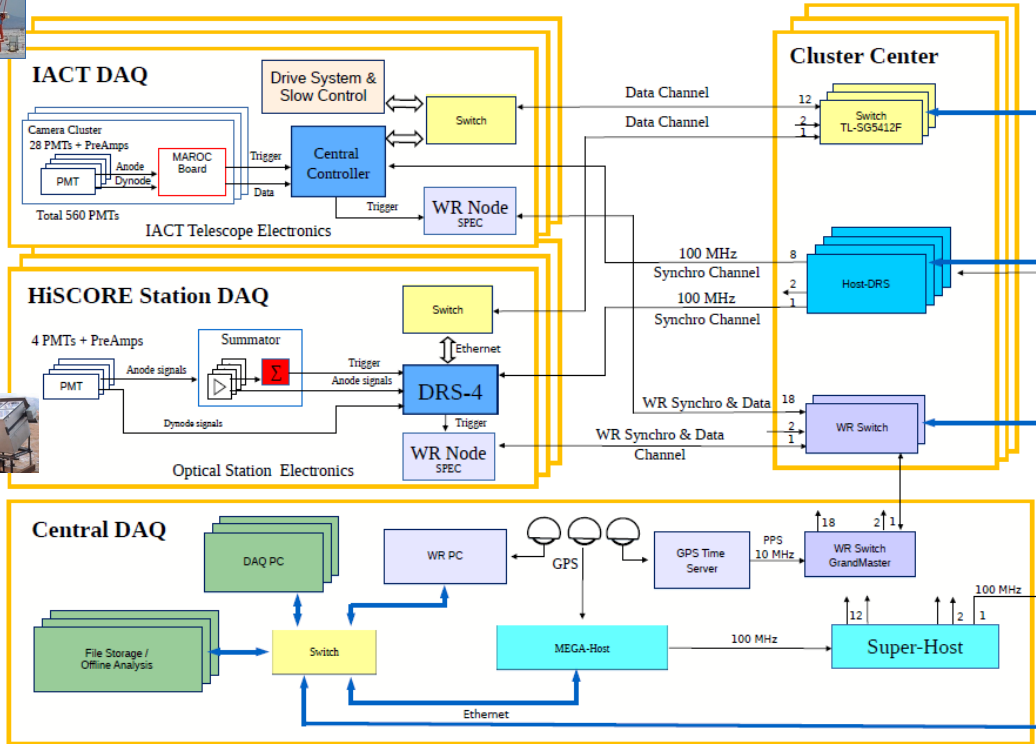 IACT DAQ
Drive System &
Slow Control
Switch
Camera Cluster
28 PMTs + PreAmps
PMT
Anode
Dynode
MAROC
Board
Trigger
Data
Central
Controller
Trigger
WR Node
SPEC
Total 560 PMTs
IACT Telescope Electronics
HiSCORE Station DAQ
Switch
4 PMTs + PreAmps
Summator
Ethernet
PMT
Anode signals
Σ
Trigger
Anode signals
DRS-4
Dynode signals
Trigger
WR Node
SPEC
Optical Station Electronics
Data Channel
Data Channel
100 MHz
Synchro Channel
100 MHz
Synchro Channel
WR Synchro & Data
WR Synchro & Data
Channel
Cluster Center
12
2
1
Switch
TL-SG5412F
8
2
1
Host-DRS
18
2
1
WR Switch
Central DAQ
DAQ PC
WR PC
GPS
GPS Time
Server
PPS
10 MHz
18
2
1
WR Switch
GrandMaster
File Storage /
Offline Analysis
Switch
MEGA-Host
100 MHz
12
2
1
100 MHz
Super-Host
Ethernet